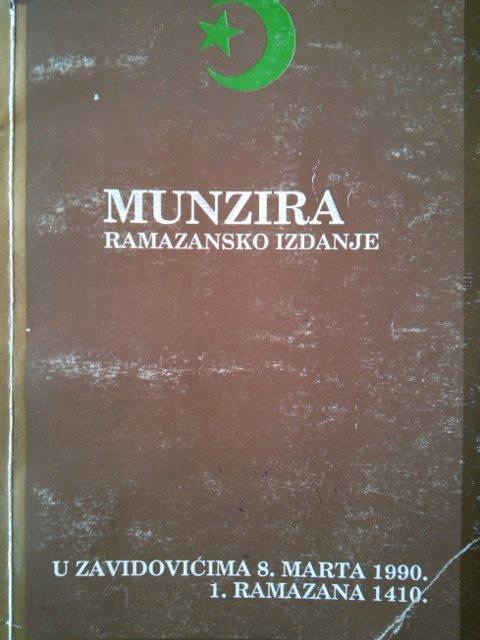 MUNZIRA
RAMAZANSKO IZDANJE
U ZAVIDOVIĆIMA 8. MARTA 1990.
1. RAMAZANA 1410.